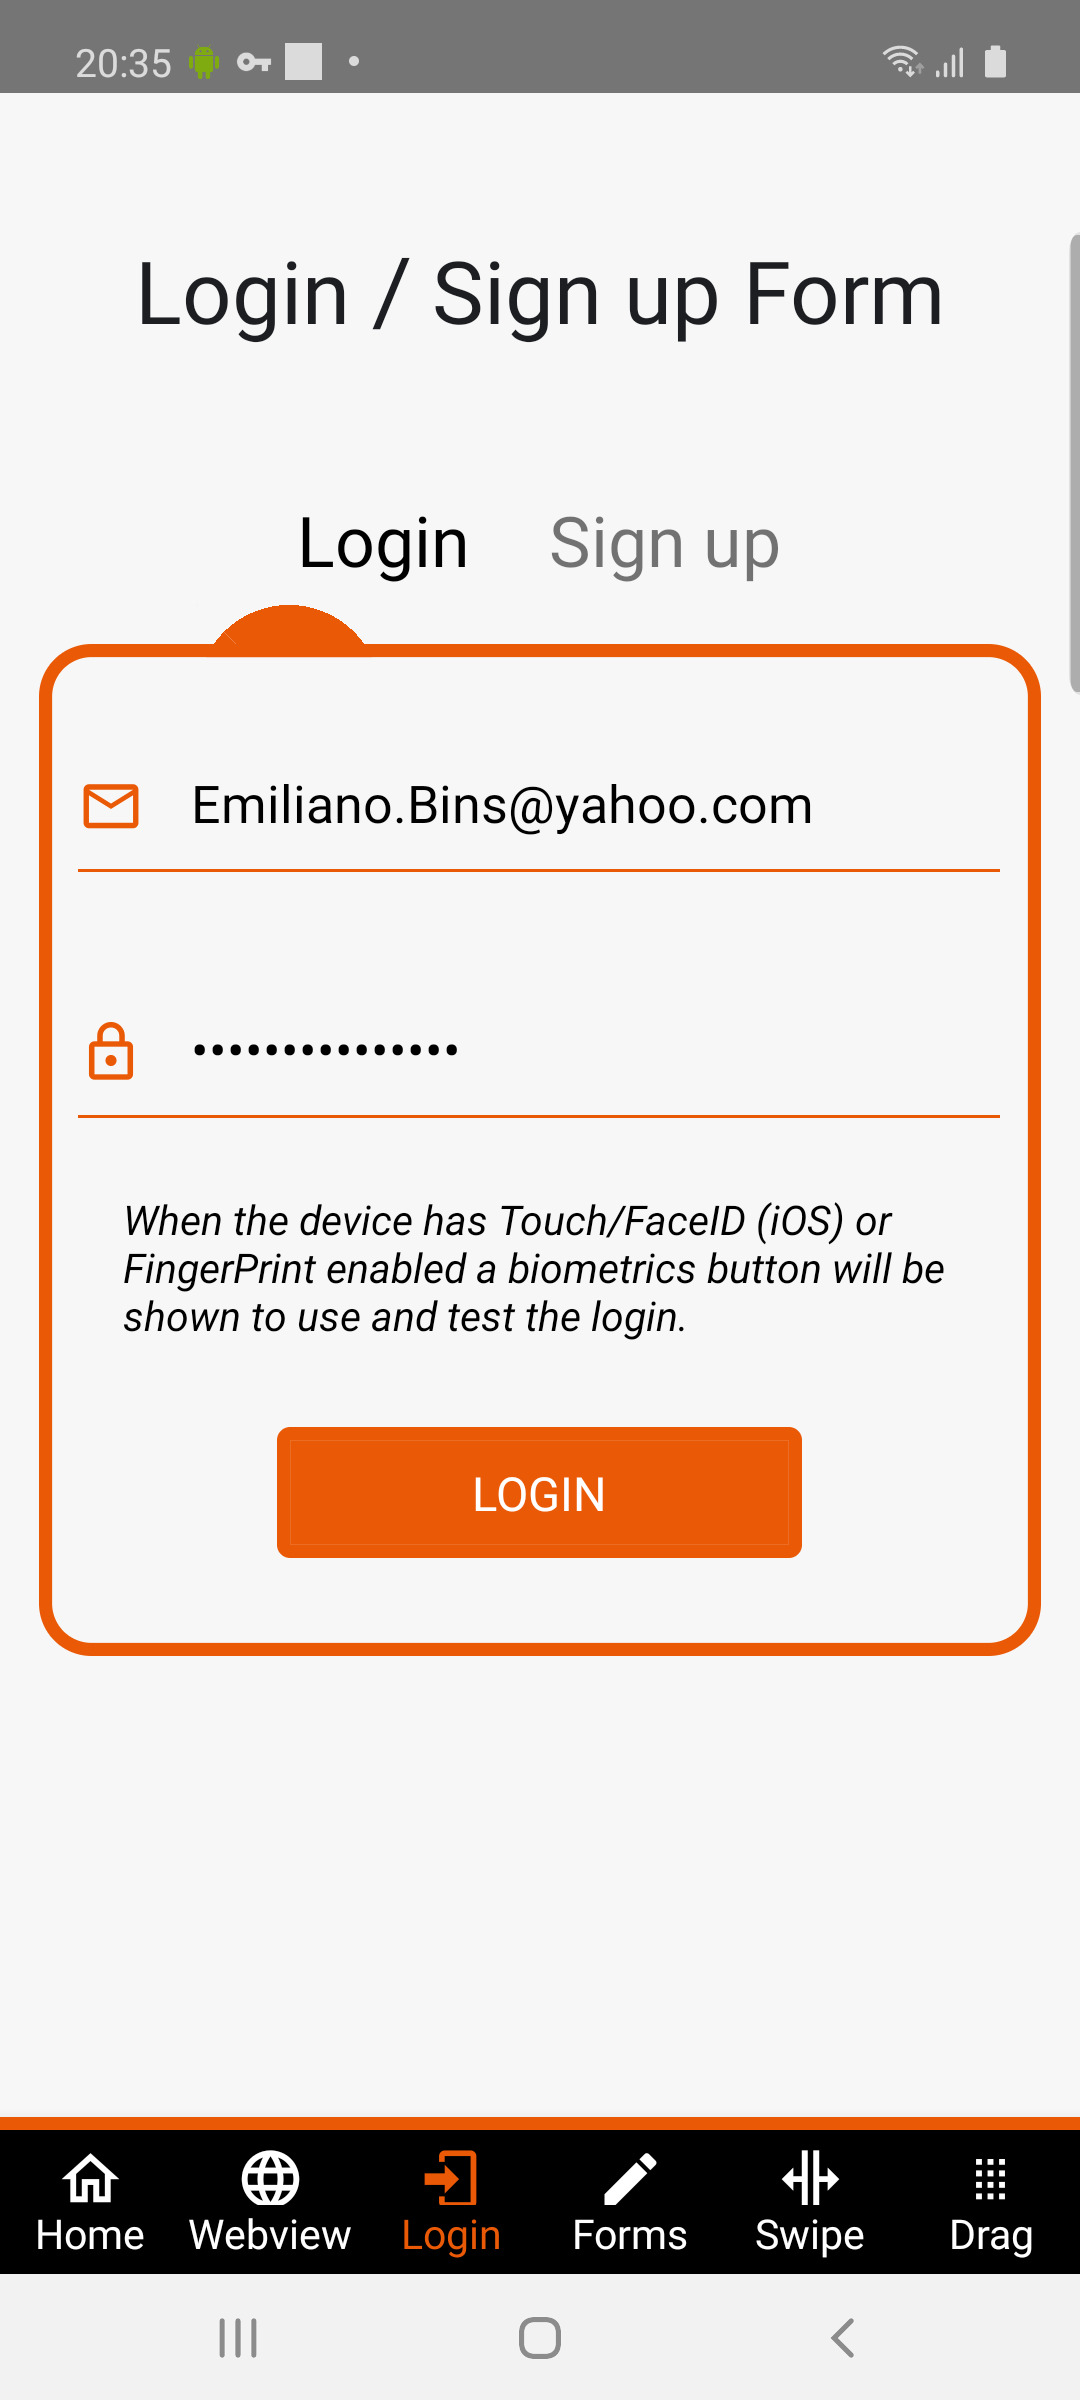 20:35
Login / Sign up Form
Login Sign up
Emiliano.Bins@yahoo.com
•••••••••••••••
When the device has Touch/FaceID (iOS) or
FingerPrint enabled a biometrics button will be
shown to use and test the login.
LOGIN
Home Webview Login Forms Swipe Drag